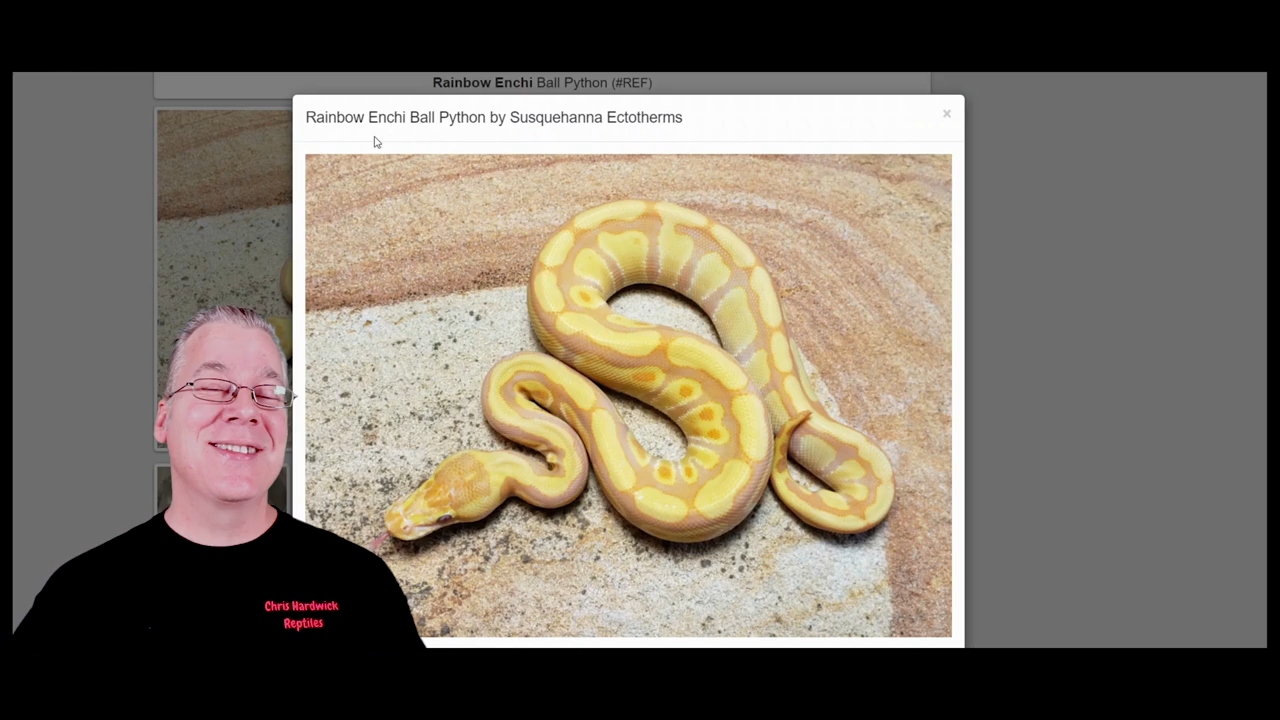 Rainbow Enchi Ball Python (#REF)
Rainbow Enchi Ball Python by Susquehanna Ectotherms
×
Chris Hardwick
Reptiles